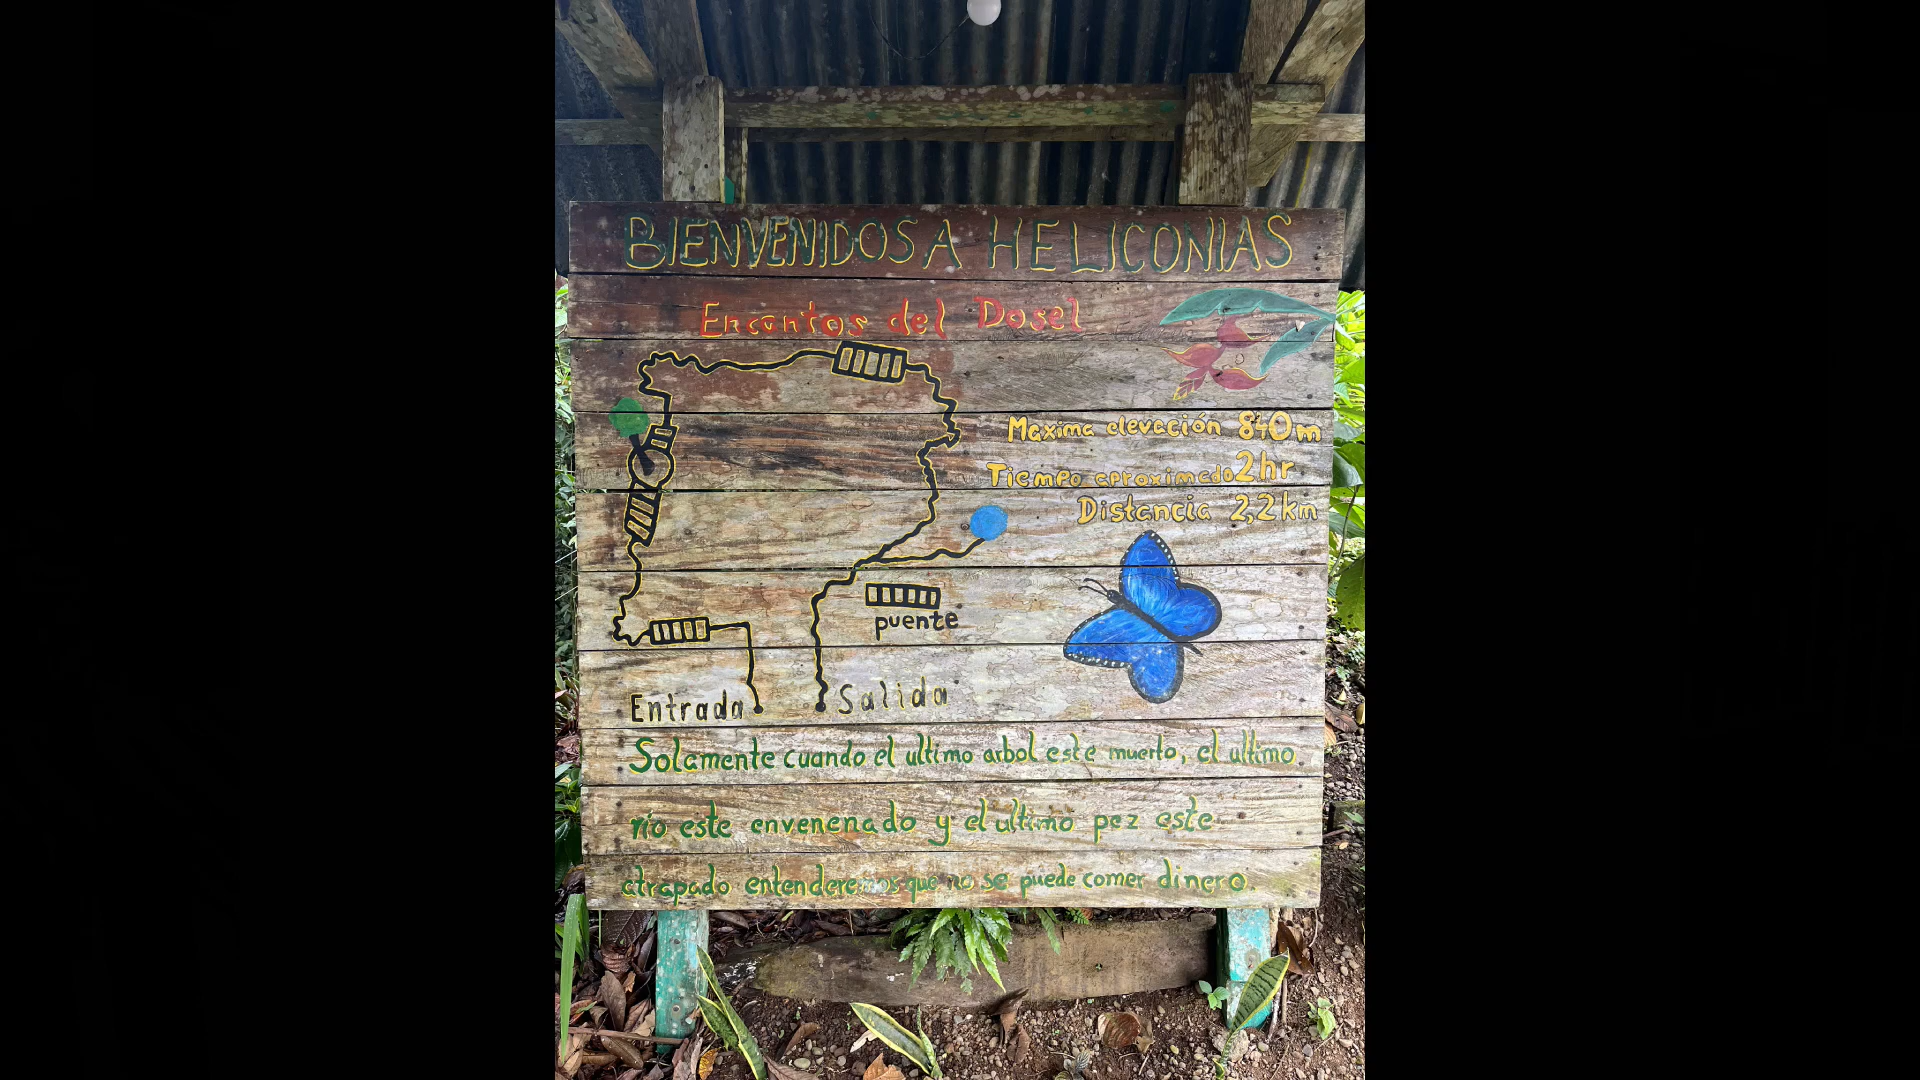 BIENVENIDOS A HELICONIAS
Encantos del Dosel
Maxima elevación 840m
Tiempo aproximado 2hr
Distancia 2,2km
puente
Entrada
Salida
Solamente cuando el ultimo arbol este muerto, el ultimo
río este envenenado y el ultimo pez este
atrapado entenderemos que no se puede comer dinero.